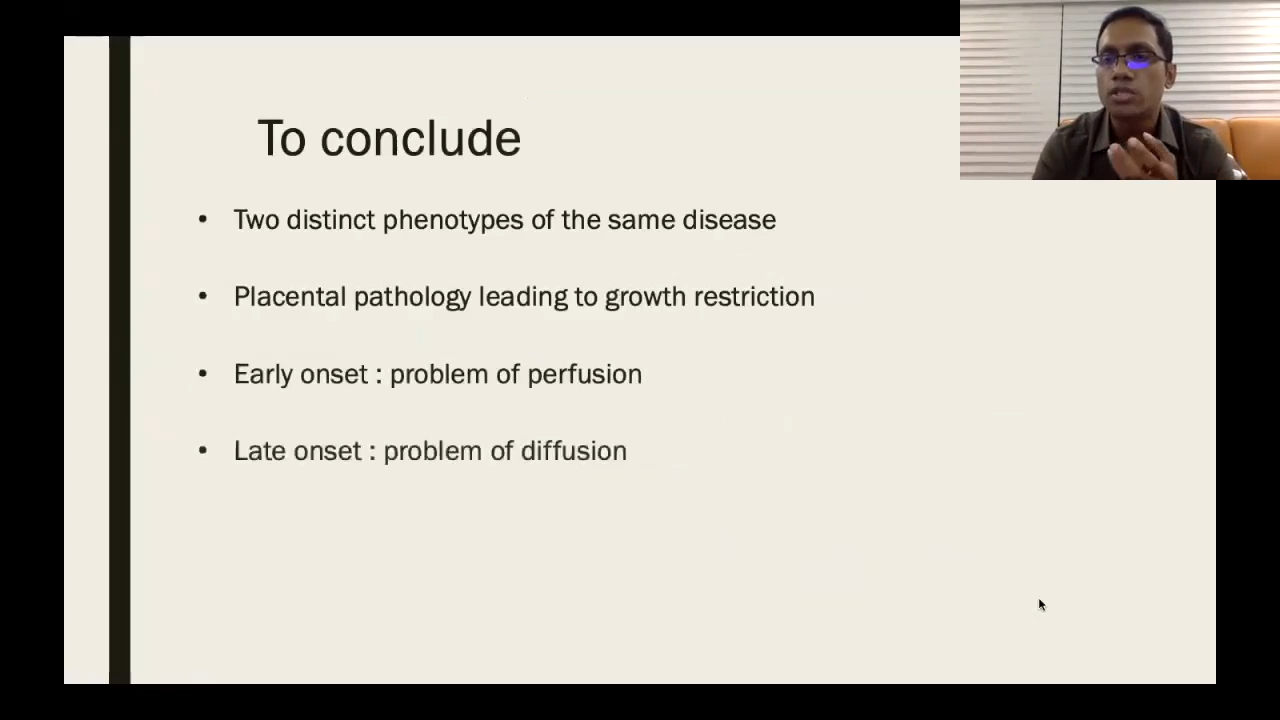 To conclude
• Two distinct phenotypes of the same disease
• Placental pathology leading to growth restriction
• Early onset : problem of perfusion
• Late onset : problem of diffusion